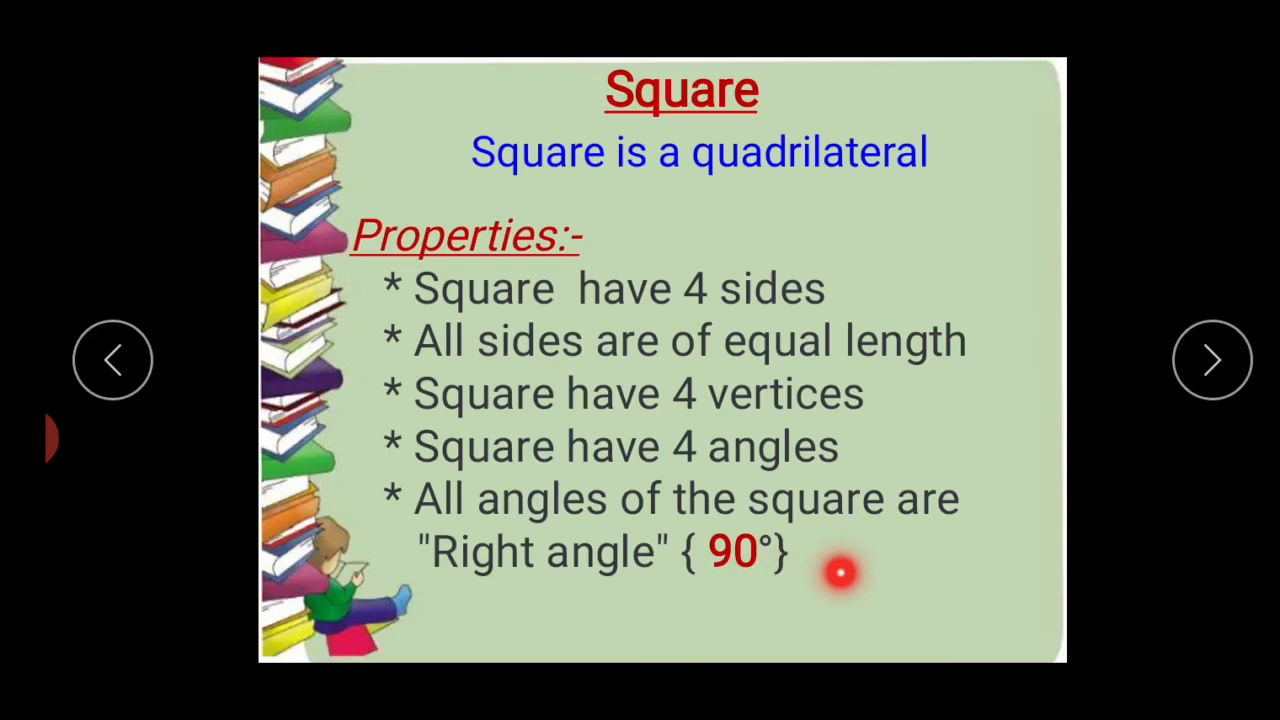 Square
Square is a quadrilateral
Properties:-
* Square  have 4 sides
* All sides are of equal length
* Square have 4 vertices
* Square have 4 angles
* All angles of the square are
"Right angle" { 90°}